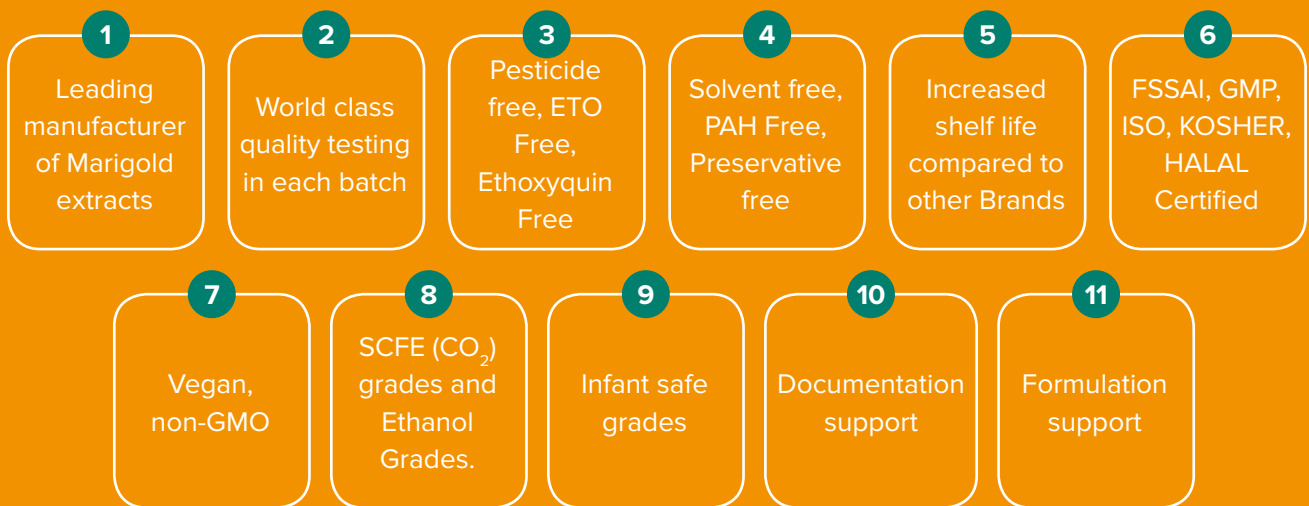 1
Leading
manufacturer
of Marigold
extracts
2
World class
quality testing
in each batch
3
Pesticide
free, ETO
Free,
Ethoxyquin
Free
4
Solvent free,
PAH Free,
Preservative
free
5
Increased
shelf life
compared to
other Brands
6
FSSAI, GMP,
ISO, KOSHER,
HALAL
Certified
7
Vegan,
non-GMO
8
SCFE (CO₂)
grades and
Ethanol
Grades.
9
Infant safe
grades
10
Documentation
support
11
Formulation
support